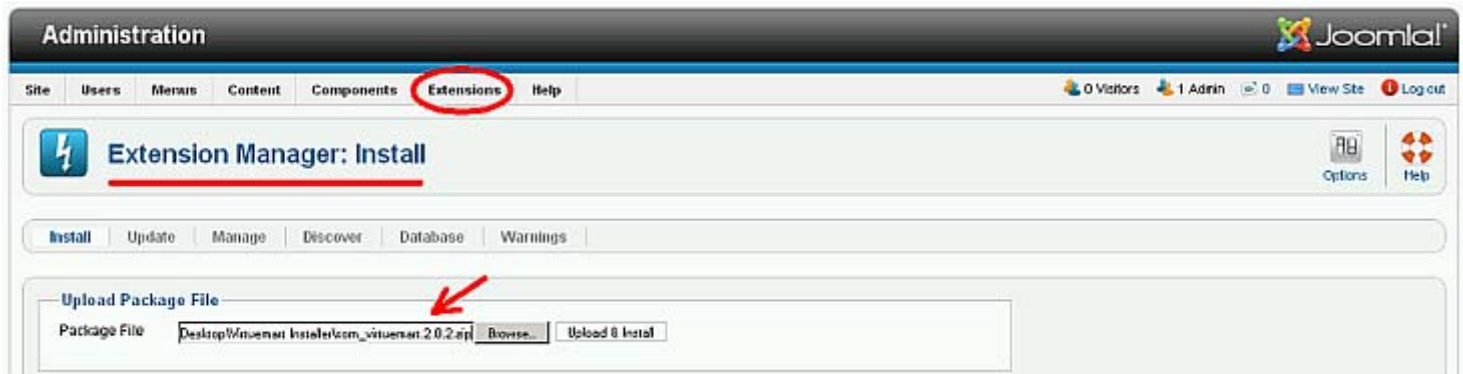 Administration Joomla!
Site Users Menus Content Components Extensions Help 0 Visitors 1 Admin 0 View Site Log out
Extension Manager: Install Options Help
Install Update Manage Discover Database Warnings
Upload Package File
Package File Desktop\Virtuemart Installer\com_virtuemart.2.0.2.zip Browse... Upload & Install